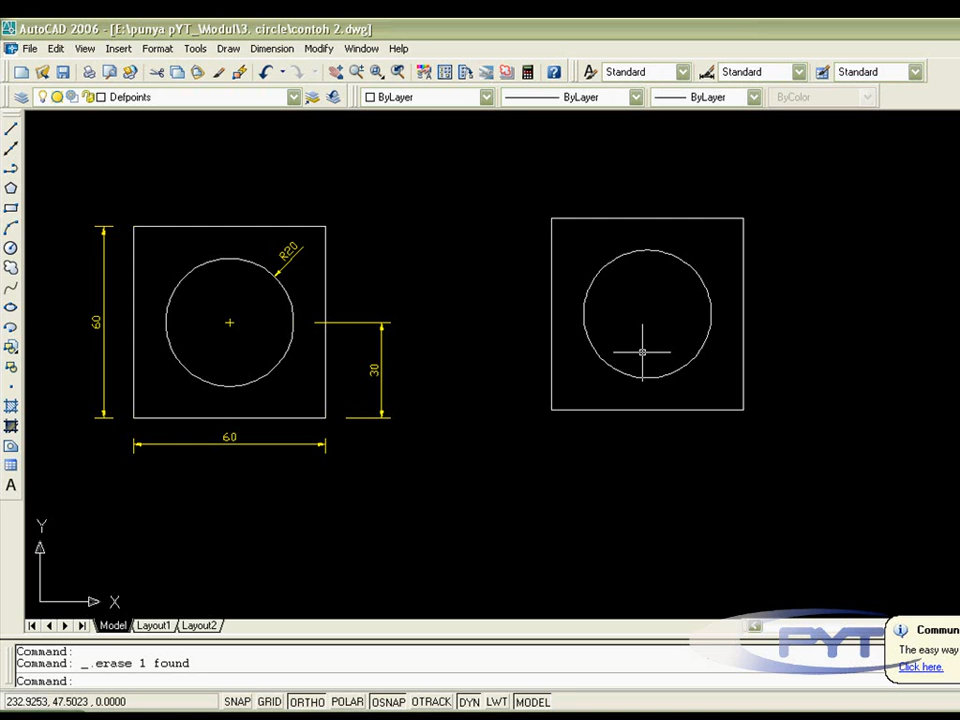 AutoCAD 2006 - [E:\punya pYT_\Modul\3. circle\contoh 2.dwg]
File Edit View Insert Format Tools Draw Dimension Modify Window Help
Standard Standard Standard
Defpoints ByLayer ByLayer ByLayer ByColor
R20
60
30
60
Y
X
A
Model Layout1 Layout2
PYT
Command:
Command: _.erase 1 found
Command:
Commun
The easy way
Click here.
232.9253, 47.5023 , 0.0000 SNAP GRID ORTHO POLAR OSNAP OTRACK DYN LWT MODEL